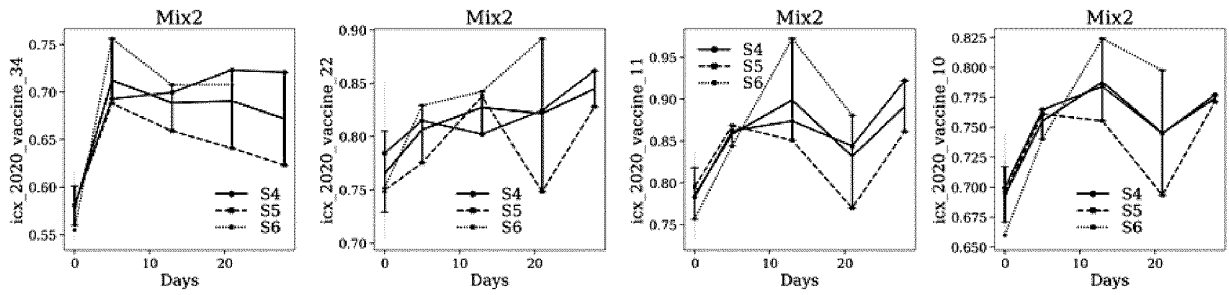 Mix2
icx_2020_vaccine_34
0.75
0.70
0.65
0.60
0.55
S4
S5
S6
0
10
20
Days
Mix2
icx_2020_vaccine_22
0.90
0.85
0.80
0.75
0.70
S4
S5
S6
0
10
20
Days
Mix2
icx_2020_vaccine_11
0.95
0.90
0.85
0.80
0.75
S4
S5
S6
0
10
20
Days
Mix2
icx_2020_vaccine_10
0.825
0.800
0.775
0.750
0.725
0.700
0.675
0.650
S4
S5
S6
0
10
20
Days